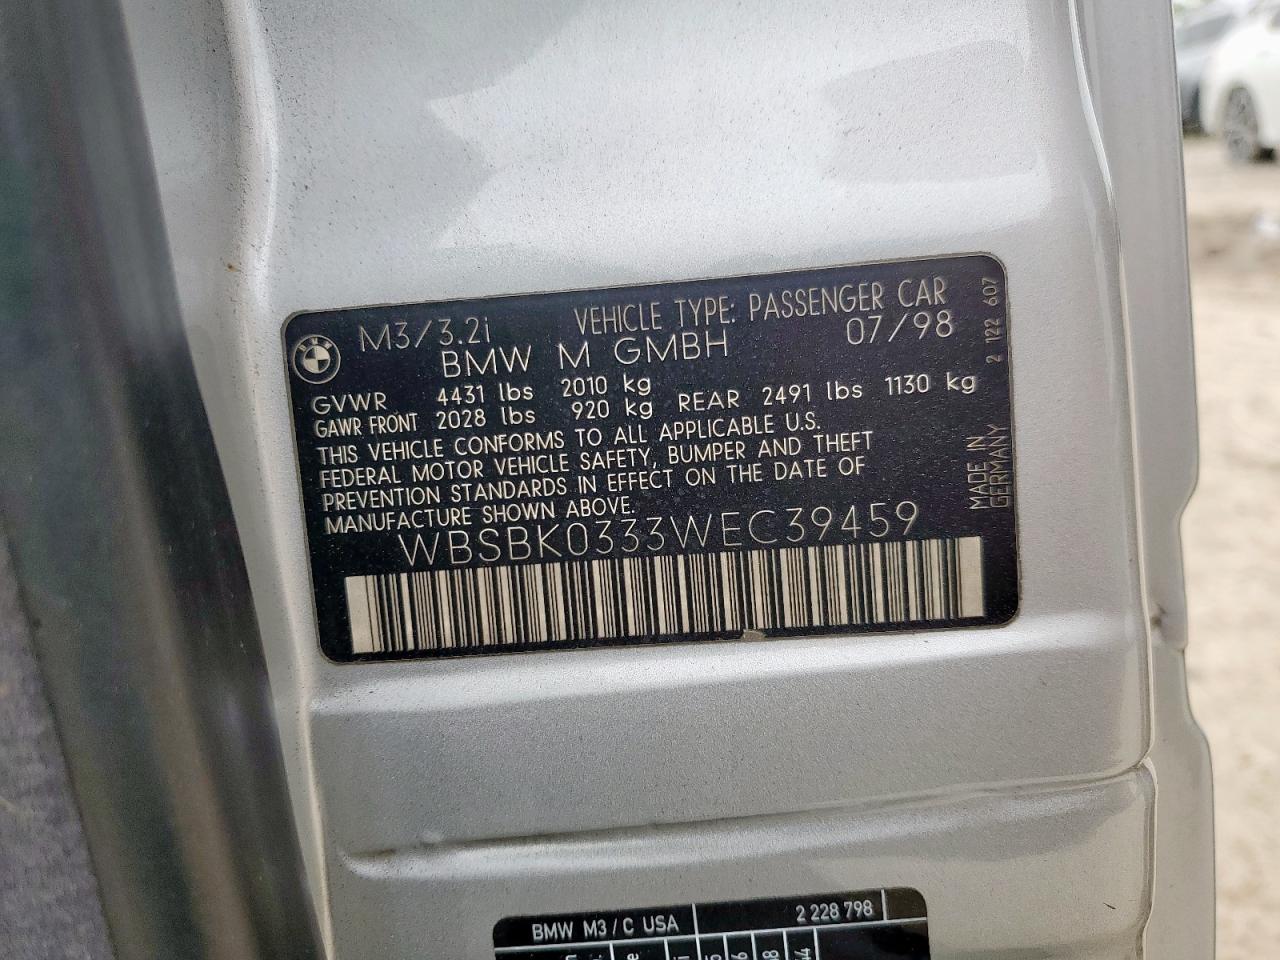 M3/3.2i VEHICLE TYPE: PASSENGER CAR
BMW M GMBH 07/98
GVWR 4431 lbs 2010 kg
GAWR FRONT 2028 lbs 920 kg REAR 2491 lbs 1130 kg
THIS VEHICLE CONFORMS TO ALL APPLICABLE U.S.
FEDERAL MOTOR VEHICLE SAFETY, BUMPER AND THEFT
PREVENTION STANDARDS IN EFFECT ON THE DATE OF
MANUFACTURE SHOWN ABOVE.
WBSBK0333WEC39459
2 122 607
MADE IN
GERMANY
BMW M3/C USA 2 228 798